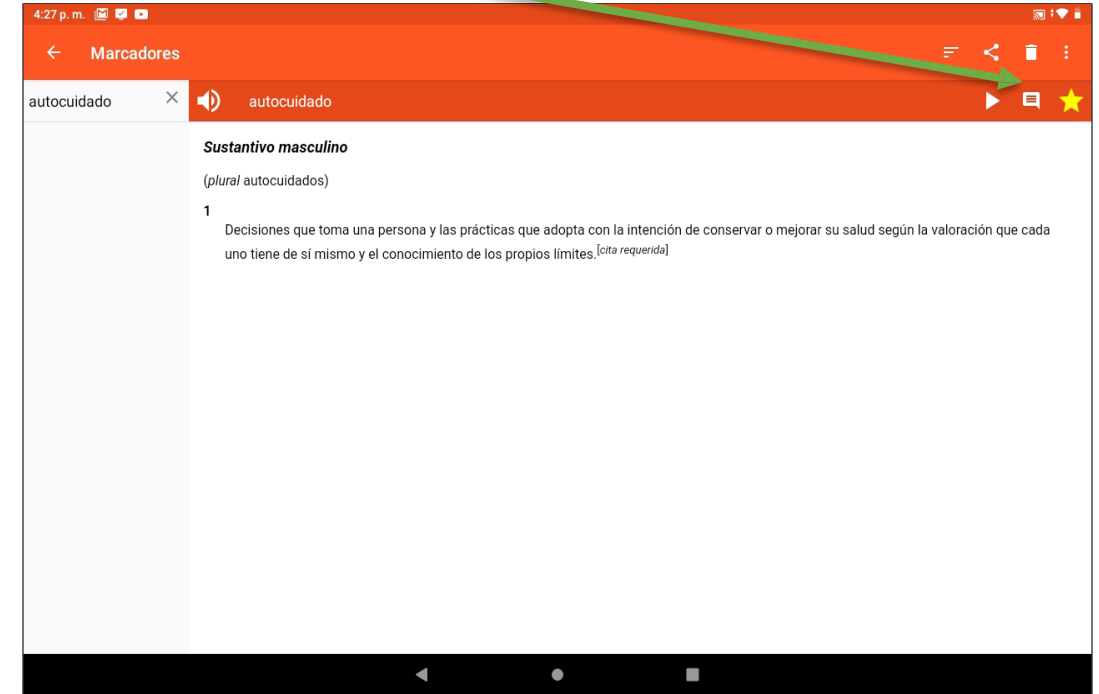 4:27 p. m.
Marcadores
autocuidado
autocuidado
Sustantivo masculino
(plural autocuidados)
1
Decisiones que toma una persona y las prácticas que adopta con la intención de conservar o mejorar su salud según la valoración que cada
uno tiene de sí mismo y el conocimiento de los propios límites.[cita requerida]